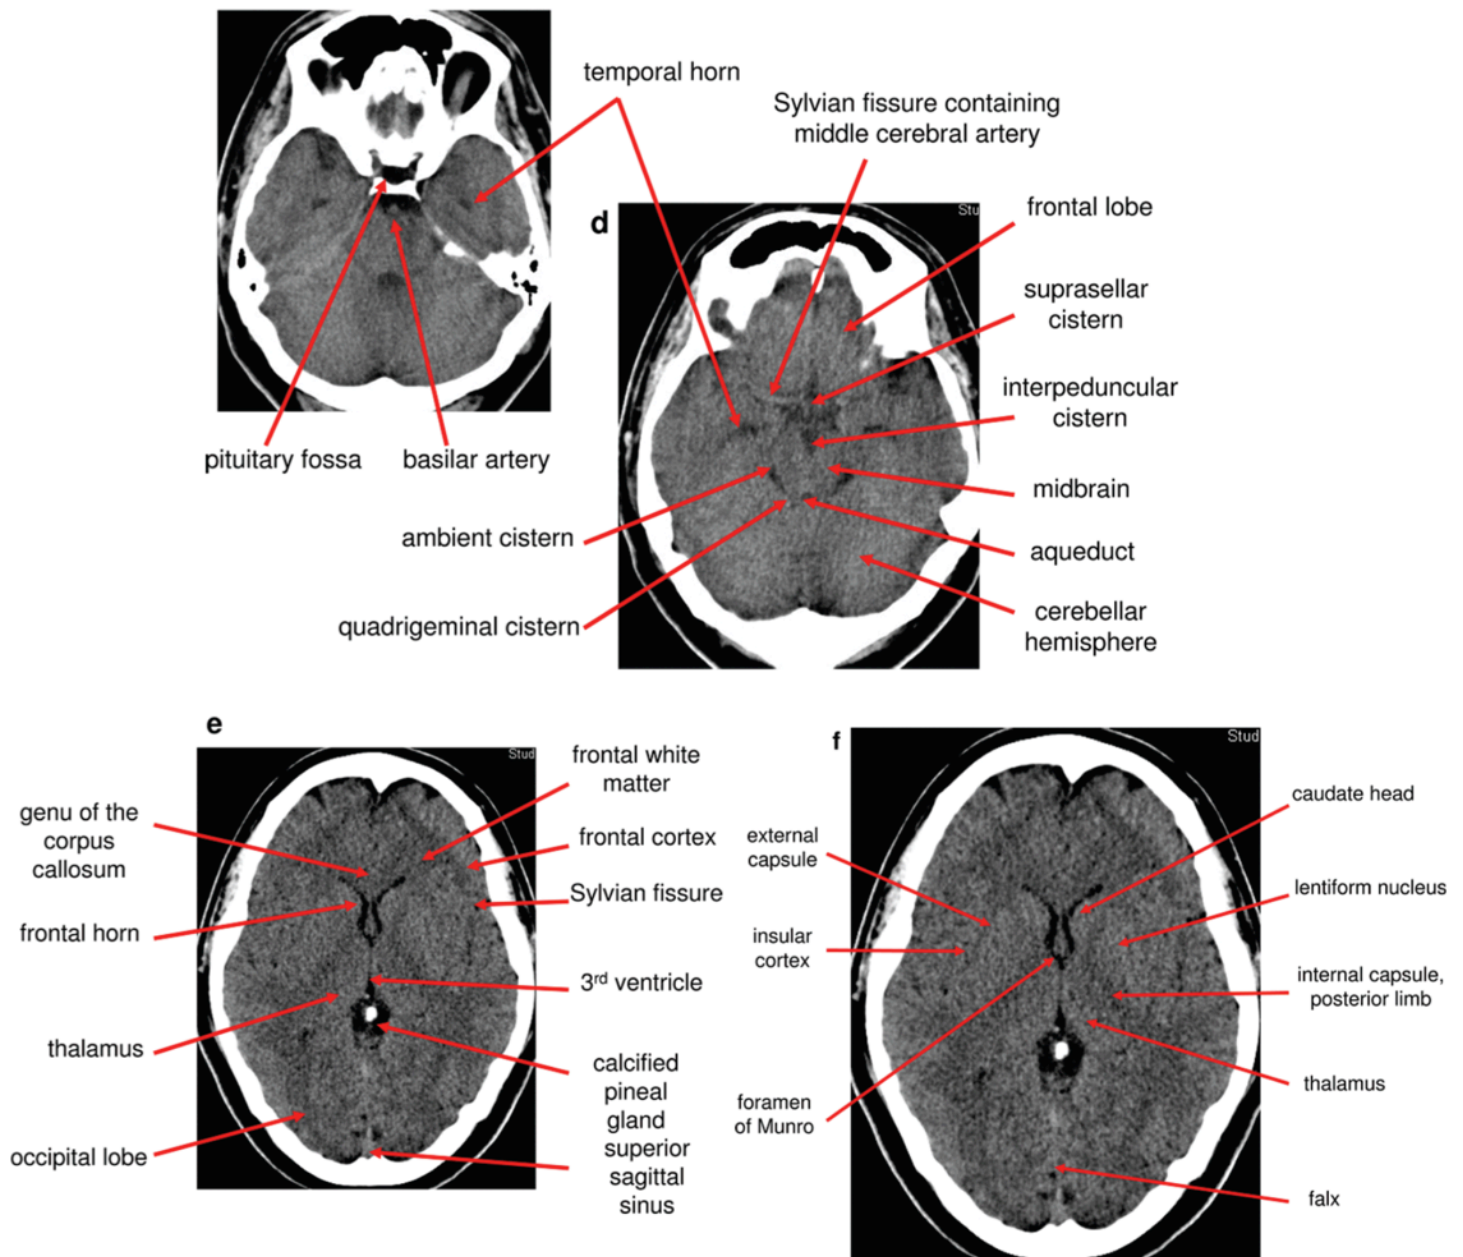 temporal horn
Sylvian fissure containing
middle cerebral artery
d
Stu
frontal lobe
suprasellar
cistern
interpeduncular
cistern
pituitary fossa
basilar artery
midbrain
ambient cistern
aqueduct
quadrigeminal cistern
cerebellar
hemisphere
e
Stud
frontal white
matter
genu of the
corpus
callosum
frontal cortex
Sylvian fissure
frontal horn
3rd ventricle
thalamus
calcified
pineal
gland
superior
sagittal
sinus
occipital lobe
f
Stud
caudate head
external
capsule
lentiform nucleus
insular
cortex
internal capsule,
posterior limb
thalamus
foramen
of Munro
falx